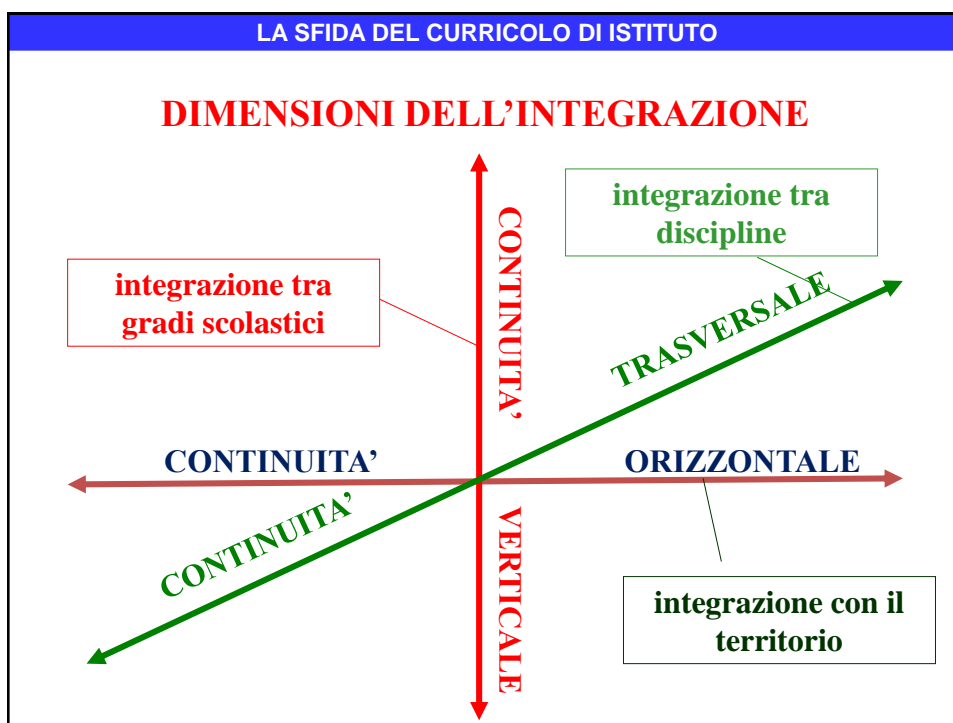 LA SFIDA DEL CURRICOLO DI ISTITUTO
DIMENSIONI DELL’INTEGRAZIONE
integrazione tra
discipline
integrazione tra
gradi scolastici
CONTINUITA’
TRASVERSALE
CONTINUITA’
ORIZZONTALE
CONTINUITA’
VERTICALE
integrazione con il
territorio